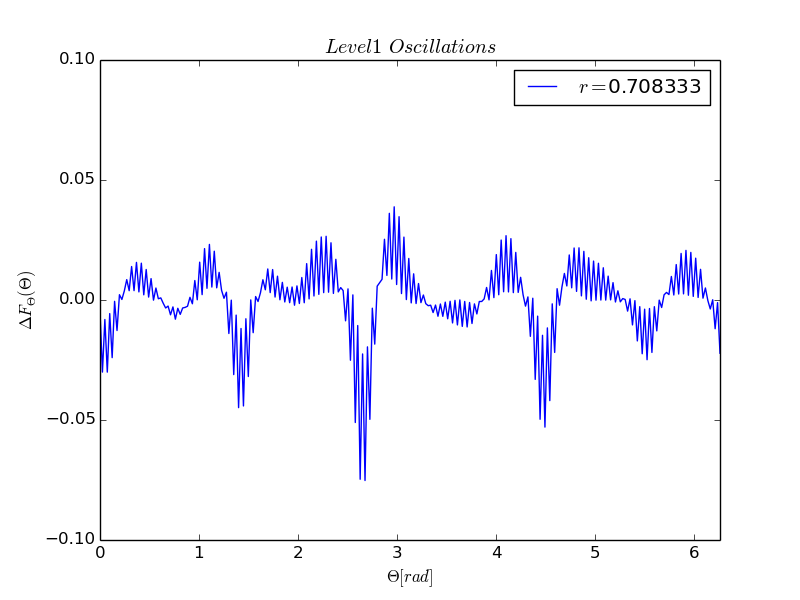 Level1 Oscillations
r=0.708333
0.10
0.05
0.00
−0.05
−0.10
ΔF_Θ(Θ)
0 1 2 3 4 5 6
Θ[rad]